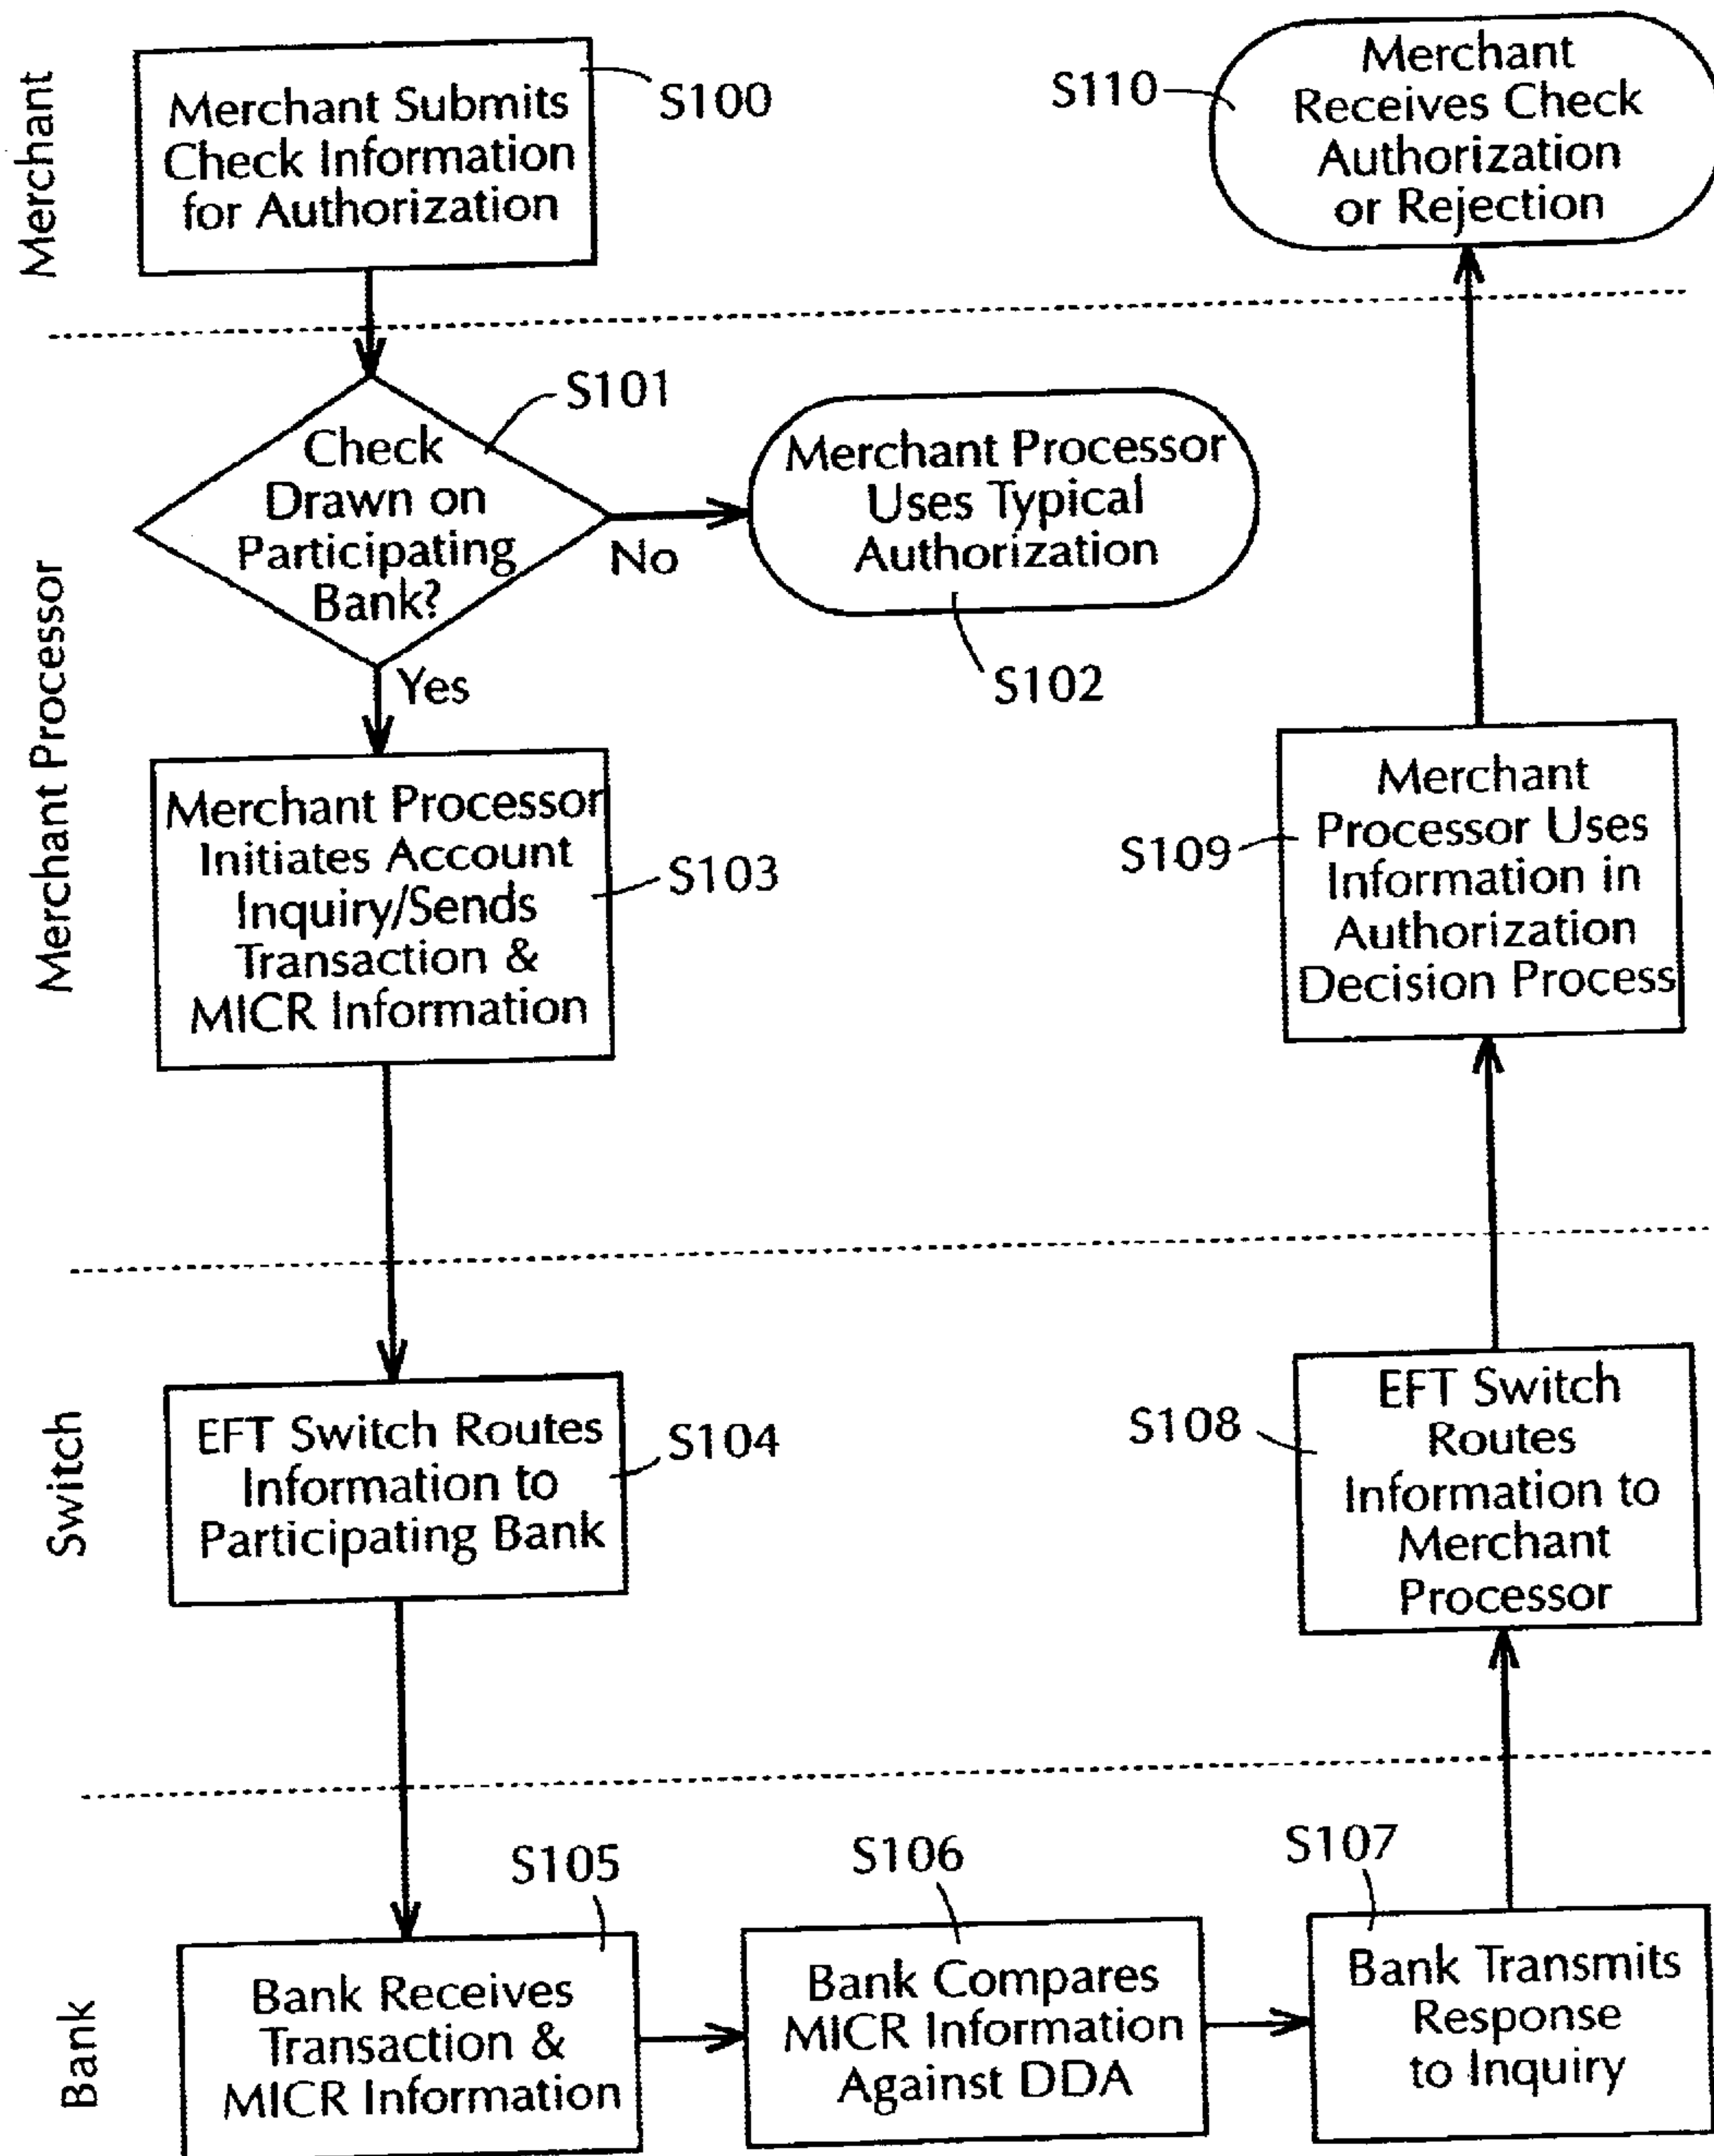 Merchant
Merchant Submits
Check Information
for Authorization
S100
S110
Merchant
Receives Check
Authorization
or Rejection
Merchant Processor
Check
Drawn on
Participating
Bank?
S101
No
Merchant Processor
Uses Typical
Authorization
S102
Yes
Merchant Processor
Initiates Account
Inquiry/Sends
Transaction &
MICR Information
S103
S109
Merchant
Processor Uses
Information in
Authorization
Decision Process
Switch
EFT Switch Routes
Information to
Participating Bank
S104
S108
EFT Switch
Routes
Information to
Merchant
Processor
Bank
S105
Bank Receives
Transaction &
MICR Information
S106
Bank Compares
MICR Information
Against DDA
S107
Bank Transmits
Response
to Inquiry